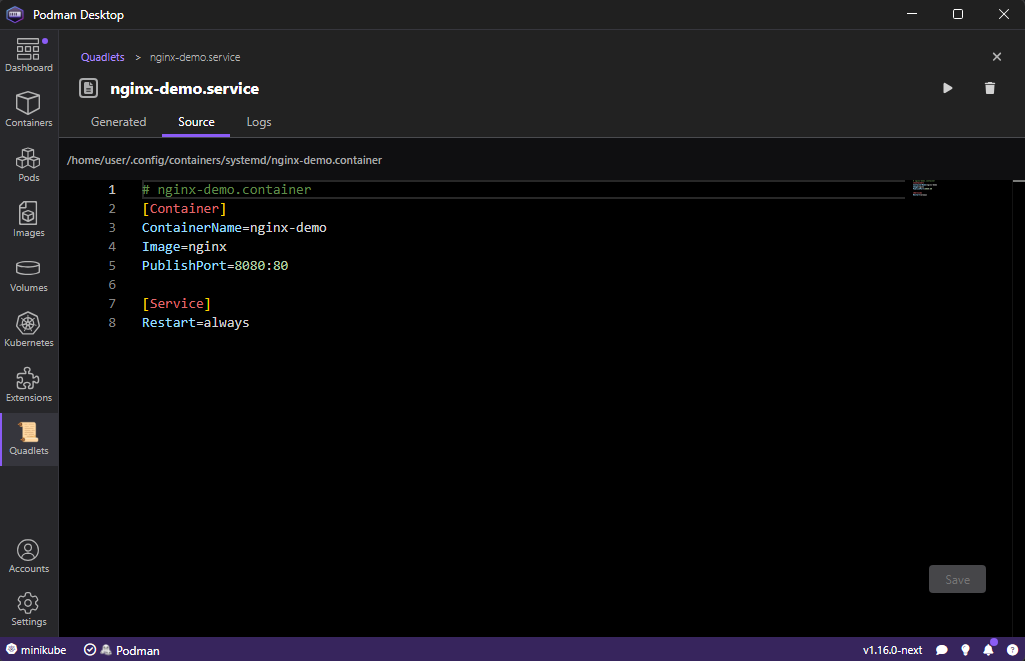 Podman Desktop
Dashboard
Containers
Pods
Images
Volumes
Kubernetes
Extensions
Quadlets
Accounts
Settings
Quadlets > nginx-demo.service
nginx-demo.service
Generated Source Logs
/home/user/.config/containers/systemd/nginx-demo.container
1 # nginx-demo.container
2 [Container]
3 ContainerName=nginx-demo
4 Image=nginx
5 PublishPort=8080:80
6
7 [Service]
8 Restart=always
Save
minikube Podman v1.16.0-next